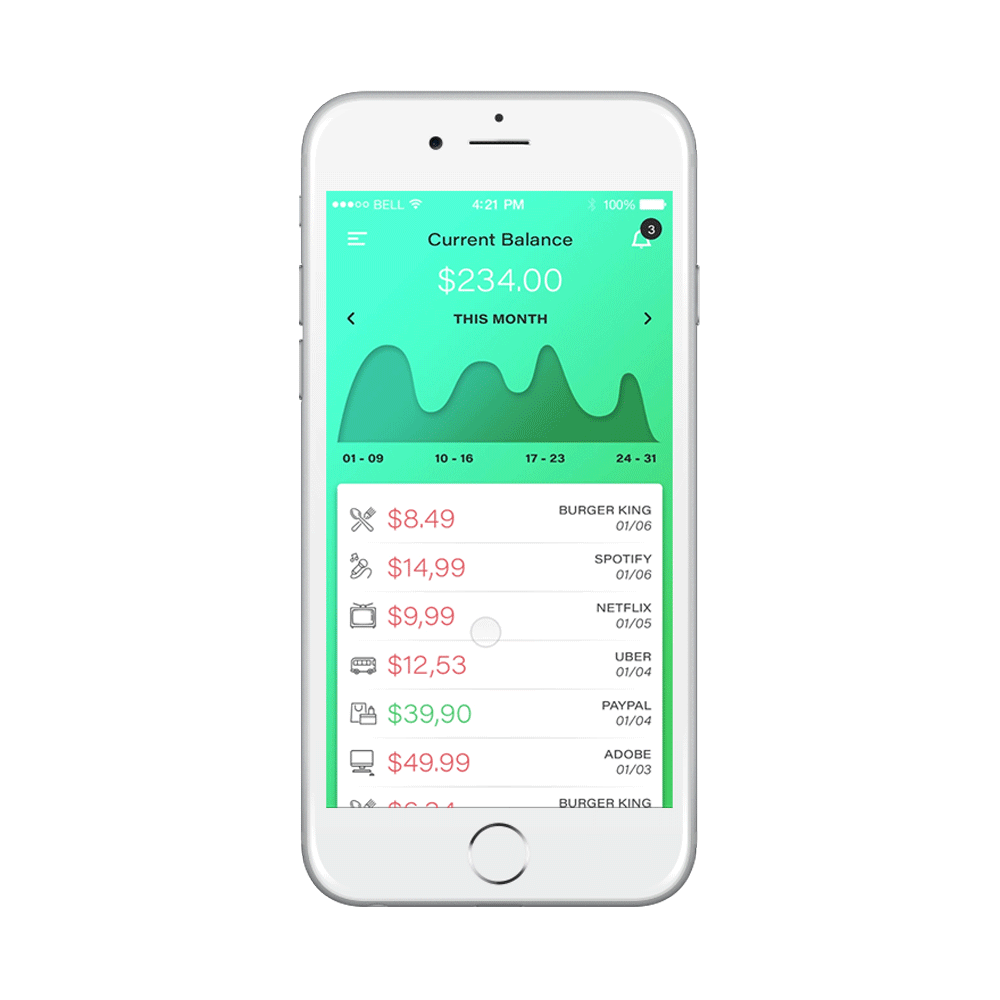 BELL 4:21 PM 100%
3
Current Balance
$234.00
THIS MONTH
01 - 09 10 - 16 17 - 23 24 - 31
$8.49 BURGER KING
01/06
$14,99 SPOTIFY
01/06
$9,99 NETFLIX
01/05
$12,53 UBER
01/04
$39,90 PAYPAL
01/04
$49.99 ADOBE
01/03
BURGER KING